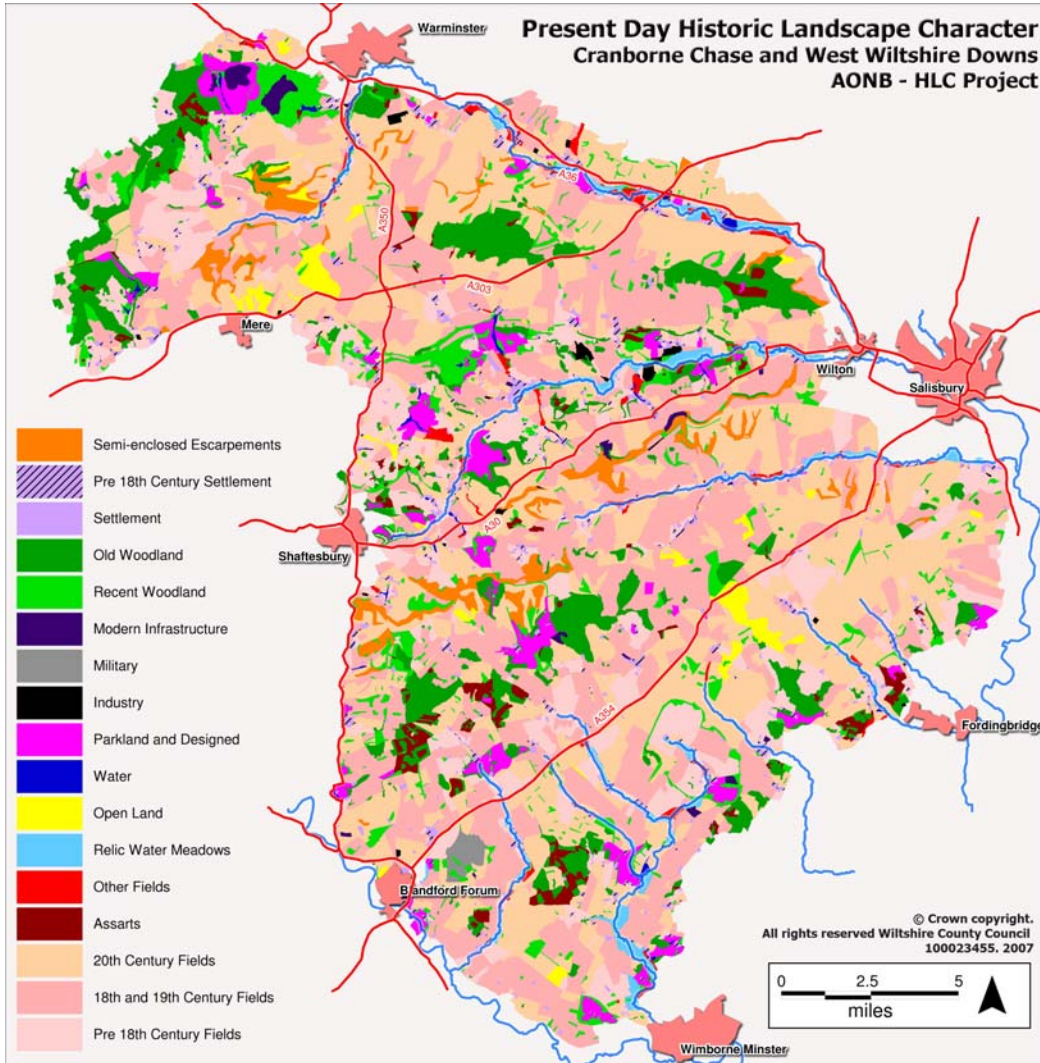 Present Day Historic Landscape Character
Cranborne Chase and West Wiltshire Downs
AONB - HLC Project
Warminster
A36
A350
A303
Mere
Wilton
Salisbury
Shaftesbury
A30
A354
Fordingbridge
Blandford Forum
Wimborne Minster
Semi-enclosed Escarpements
Pre 18th Century Settlement
Settlement
Old Woodland
Recent Woodland
Modern Infrastructure
Military
Industry
Parkland and Designed
Water
Open Land
Relic Water Meadows
Other Fields
Assarts
20th Century Fields
18th and 19th Century Fields
Pre 18th Century Fields
© Crown copyright.
All rights reserved Wiltshire County Council
100023455. 2007
0 2.5 5
miles